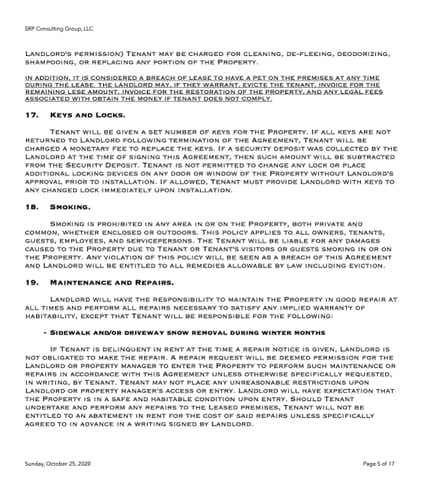 SRP Consulting Group, LLC
Landlord's permission) Tenant may be charged for cleaning, de-fleeing, deodorizing,
shampooing, or replacing any portion of the Property.
In addition, it is considered a breach of lease to have a pet on the premises at any time
during the lease. The landlord may, if they warrant, evicte the tenant, invoice for the
remaining lese amount, invoice for the restoration of the property, and any legal fees
associated with obtain the money if tenant does not comply.
17. Keys and Locks.
Tenant will be given a set number of keys for the Property. If all keys are not
returned to Landlord following termination of the Agreement, Tenant will be
charged a monetary fee to replace the keys. If a security deposit was collected by the
Landlord at the time of signing this Agreement, then such amount will be subtracted
from the Security Deposit. Tenant is not permitted to change any lock or place
additional locking devices on any door or window of the Property without Landlord's
approval prior to installation. If allowed, Tenant must provide Landlord with keys to
any changed lock immediately upon installation.
18. Smoking.
Smoking is prohibited in any area in or on the Property, both private and
common, whether enclosed or outdoors. This policy applies to all owners, tenants,
guests, employees, and servicepersons. The Tenant will be liable for any damages
caused to the Property due to Tenant or Tenant's visitors or guests smoking in or on
the Property. Any violation of this policy will be seen as a breach of this Agreement
and Landlord will be entitled to all remedies allowable by law including eviction.
19. Maintenance and Repairs.
Landlord will have the responsibility to maintain the Property in good repair at
all times and perform all repairs necessary to satisfy any implied warranty of
habitability, except that Tenant will be responsible for the following:
- Sidewalk and/or driveway snow removal during winter months
If Tenant is delinquent in rent at the time a repair notice is given, Landlord is
not obligated to make the repair. A repair request will be deemed permission for the
Landlord or property manager to enter the Property to perform such maintenance or
repairs in accordance with this Agreement unless otherwise specifically requested,
in writing, by Tenant. Tenant may not place any unreasonable restrictions upon
Landlord or property manager's access or entry. Landlord will have expectation that
the Property is in a safe and habitable condition upon entry. Should Tenant
undertake and perform any repairs to the leased premises, Tenant will not be
entitled to an abatement in rent for the cost of said repairs unless specifically
agreed to in advance in a writing signed by Landlord.
Sunday, October 25, 2020
Page 5 of 17